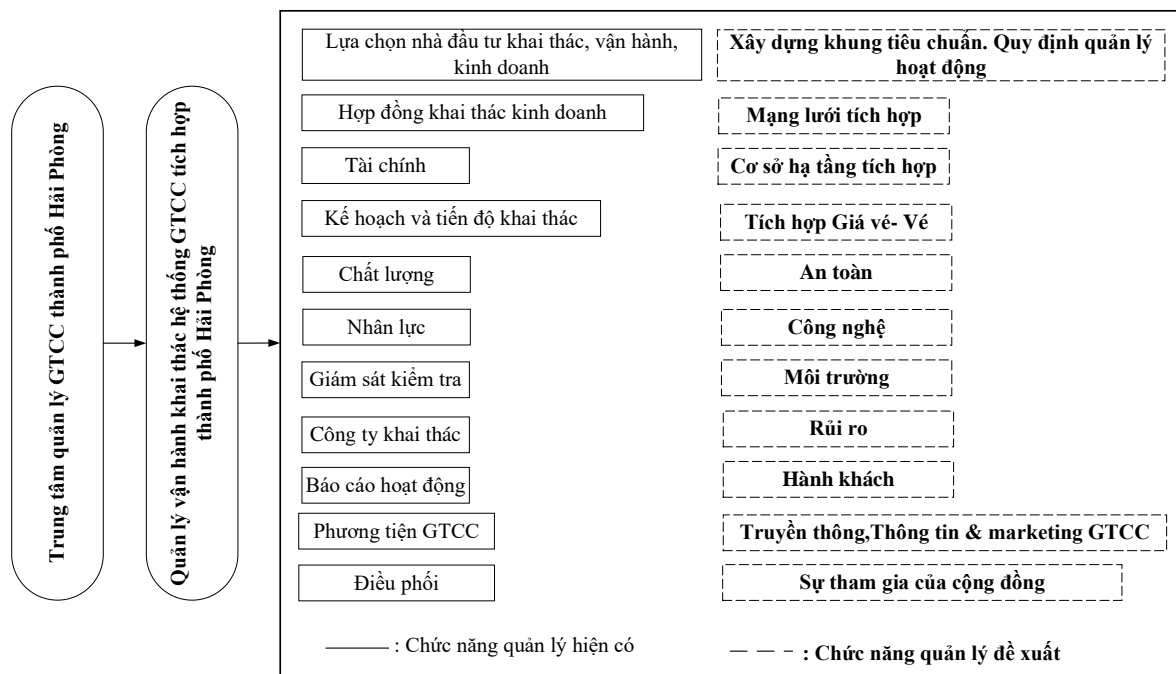 Trung tâm quản lý GTCC thành phố Hải Phòng
Quản lý vận hành khai thác hệ thống GTCC tích hợp
thành phố Hải Phòng
Lựa chọn nhà đầu tư khai thác, vận hành,
kinh doanh
Hợp đồng khai thác kinh doanh
Tài chính
Kế hoạch và tiến độ khai thác
Chất lượng
Nhân lực
Giám sát kiểm tra
Công ty khai thác
Báo cáo hoạt động
Phương tiện GTCC
Điều phối
Xây dựng khung tiêu chuẩn. Quy định quản lý
hoạt động
Mạng lưới tích hợp
Cơ sở hạ tầng tích hợp
Tích hợp Giá vé- Vé
An toàn
Công nghệ
Môi trường
Rủi ro
Hành khách
Truyền thông,Thông tin & marketing GTCC
Sự tham gia của cộng đồng
: Chức năng quản lý hiện có
: Chức năng quản lý đề xuất